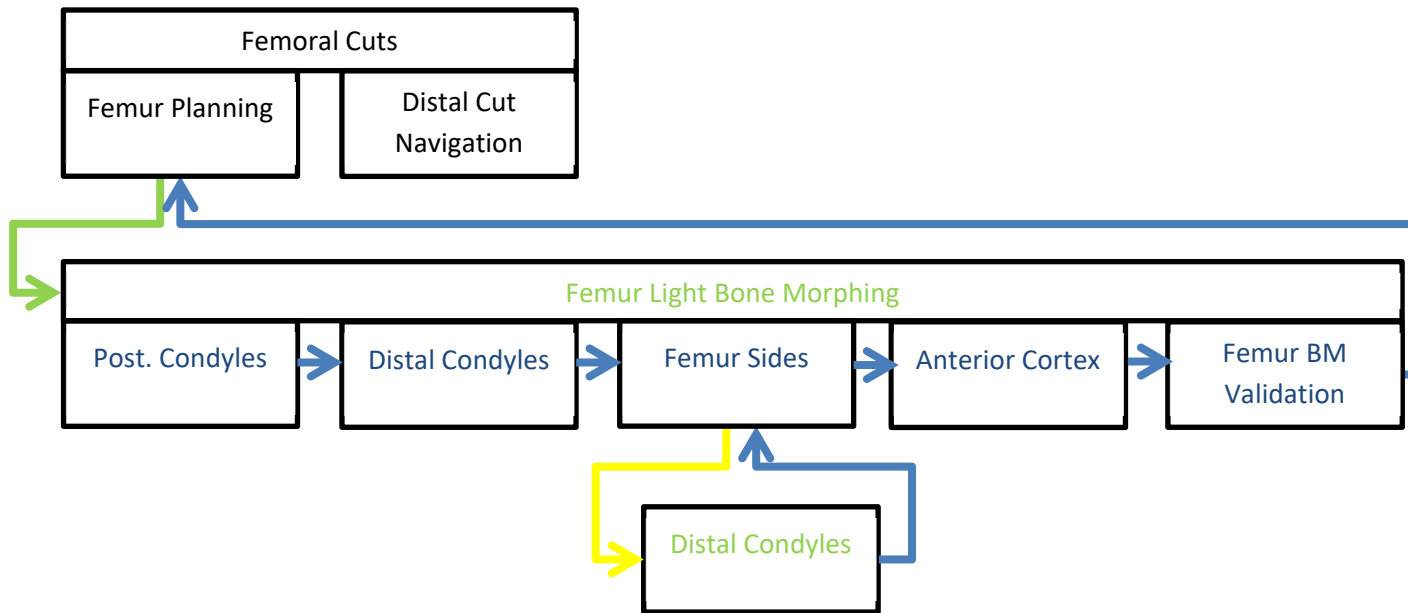 Femoral Cuts
Femur Planning
Distal Cut
Navigation
Femur Light Bone Morphing
Post. Condyles
Distal Condyles
Femur Sides
Anterior Cortex
Femur BM
Validation
Distal Condyles